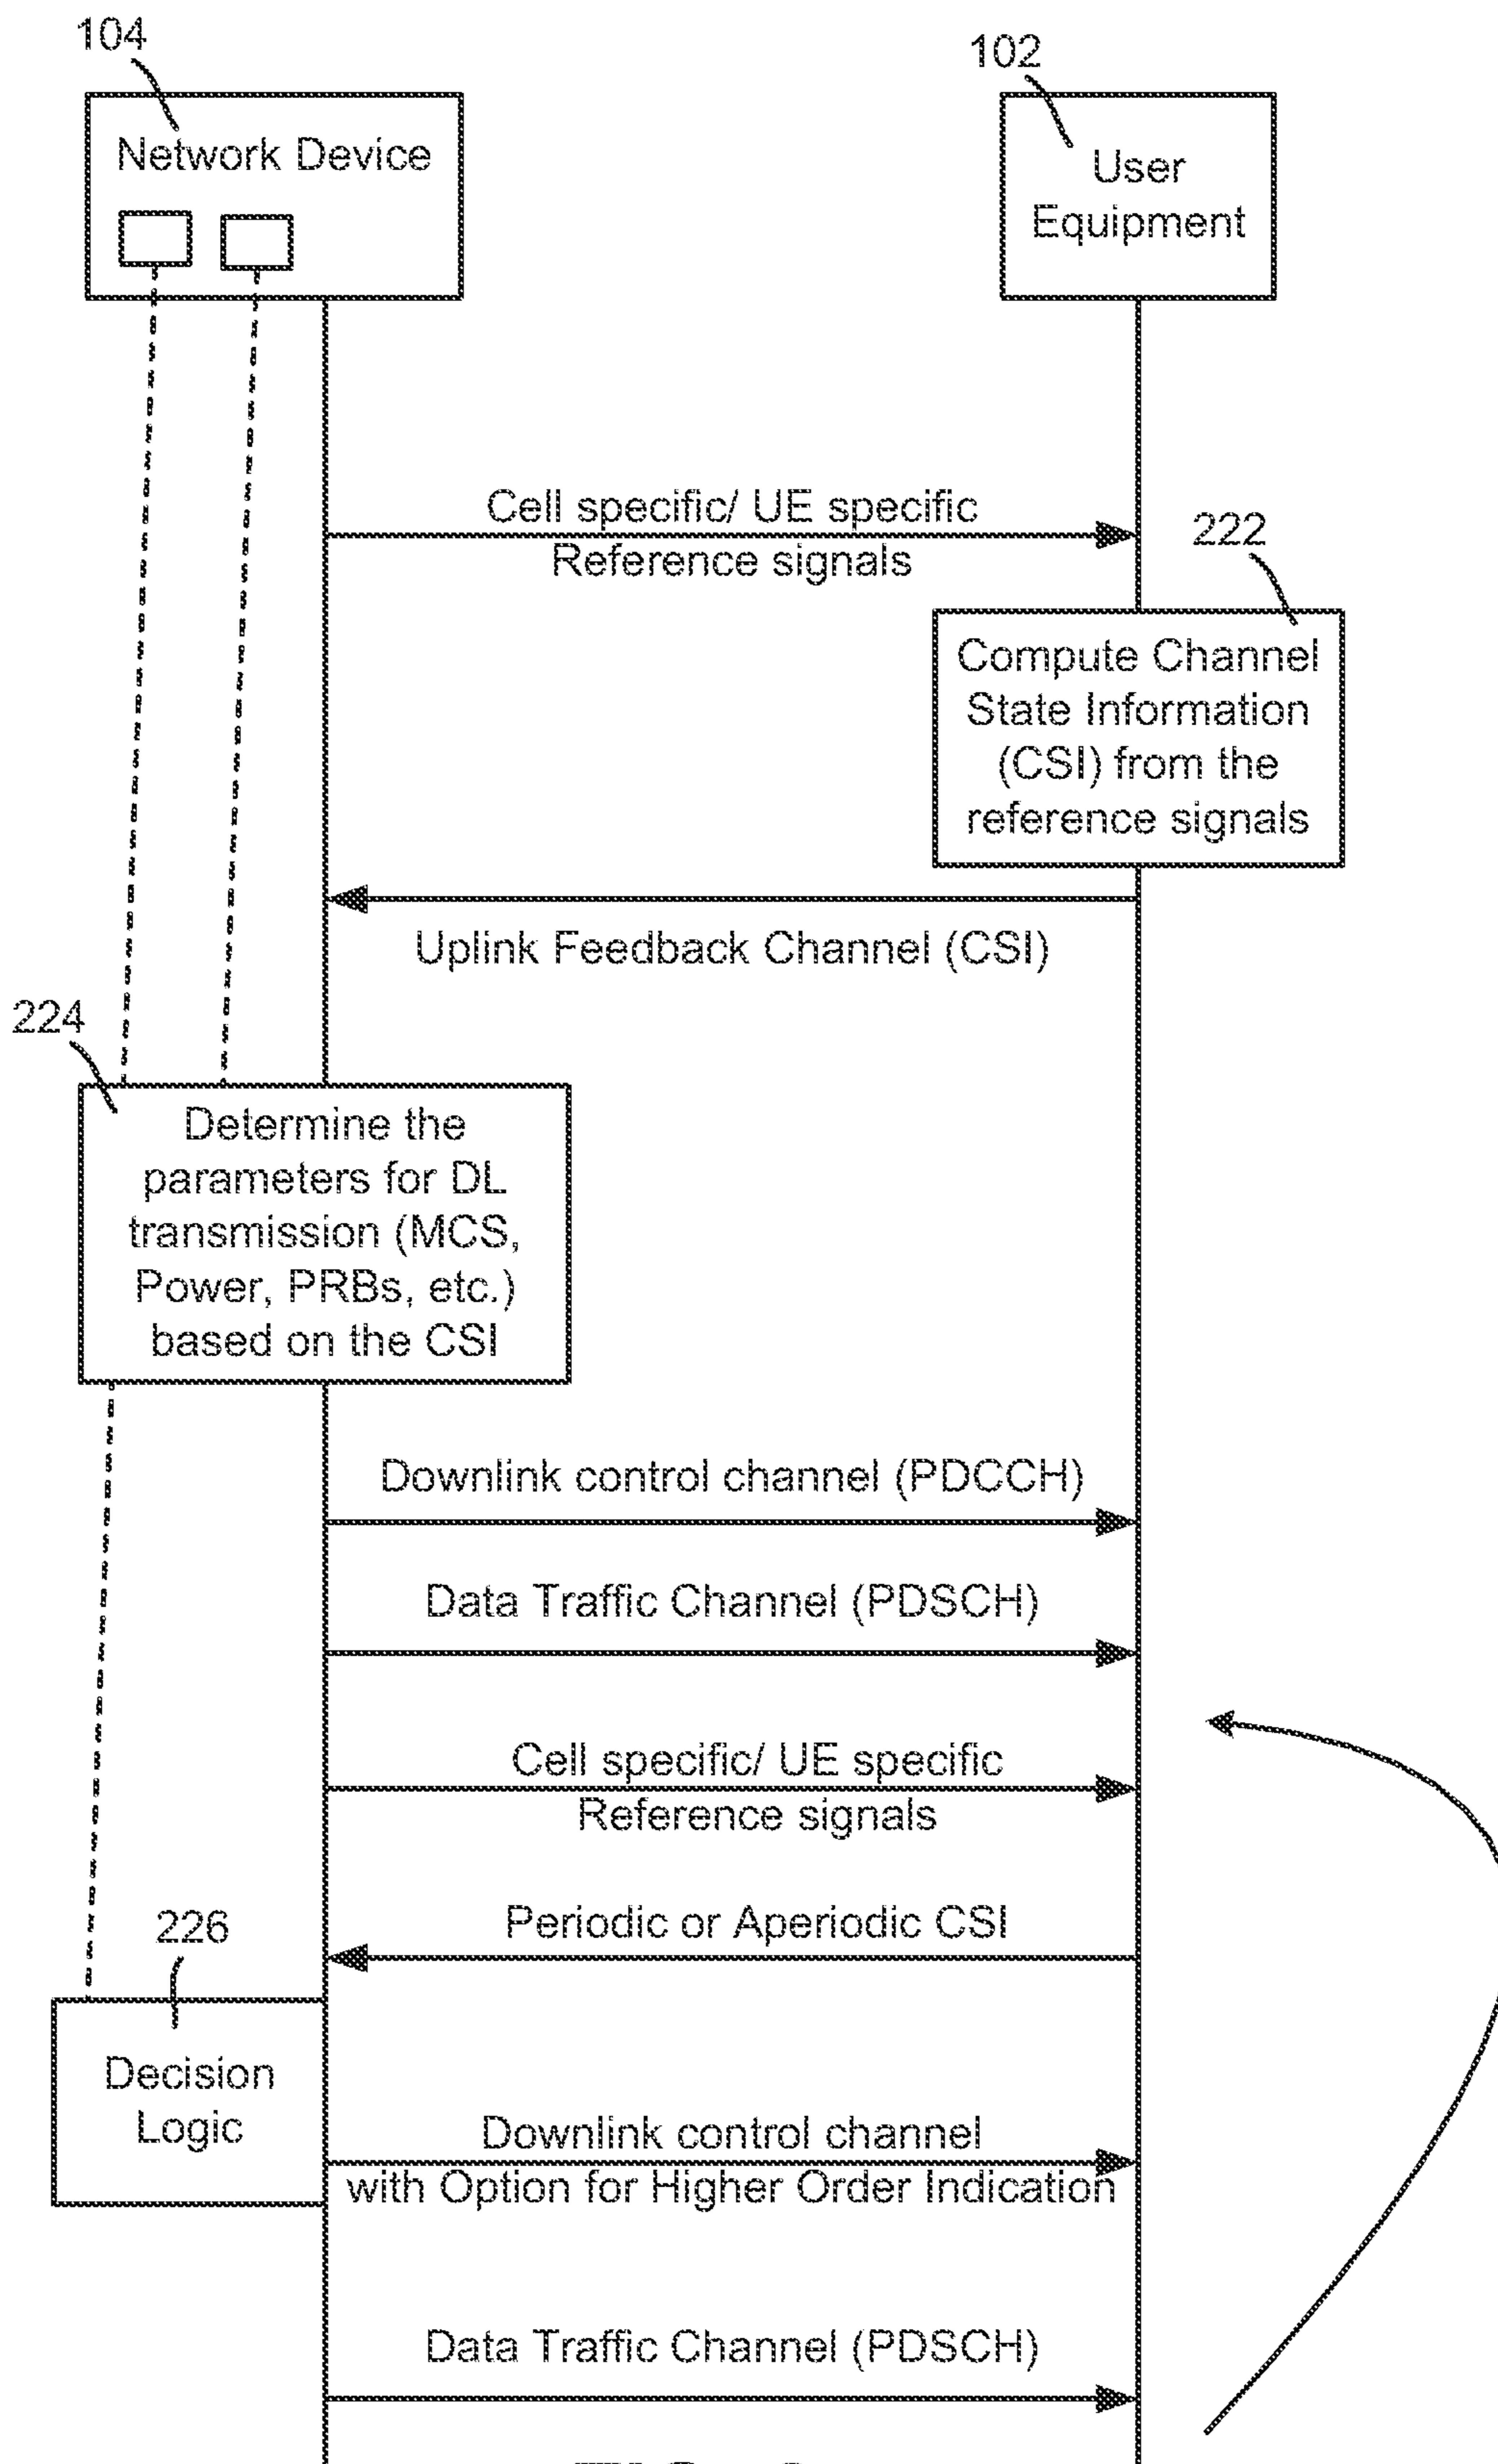 104
102
Network Device
User
Equipment
Cell specific/ UE specific
Reference signals
222
Compute Channel
State Information
(CSI) from the
reference signals
Uplink Feedback Channel (CSI)
224
Determine the
parameters for DL
transmission (MCS,
Power, PRBs, etc.)
based on the CSI
Downlink control channel (PDCCH)
Data Traffic Channel (PDSCH)
Cell specific/ UE specific
Reference signals
Periodic or Aperiodic CSI
226
Decision
Logic
Downlink control channel
with Option for Higher Order Indication
Data Traffic Channel (PDSCH)